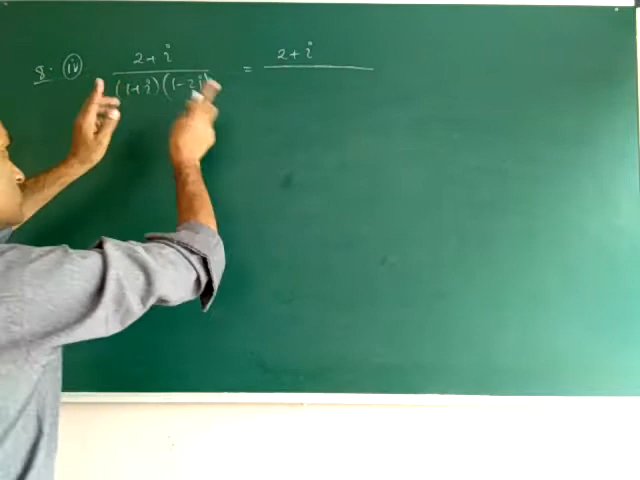 8. (iv) (2+i)/((1+i)(1-2i)) = 2+i